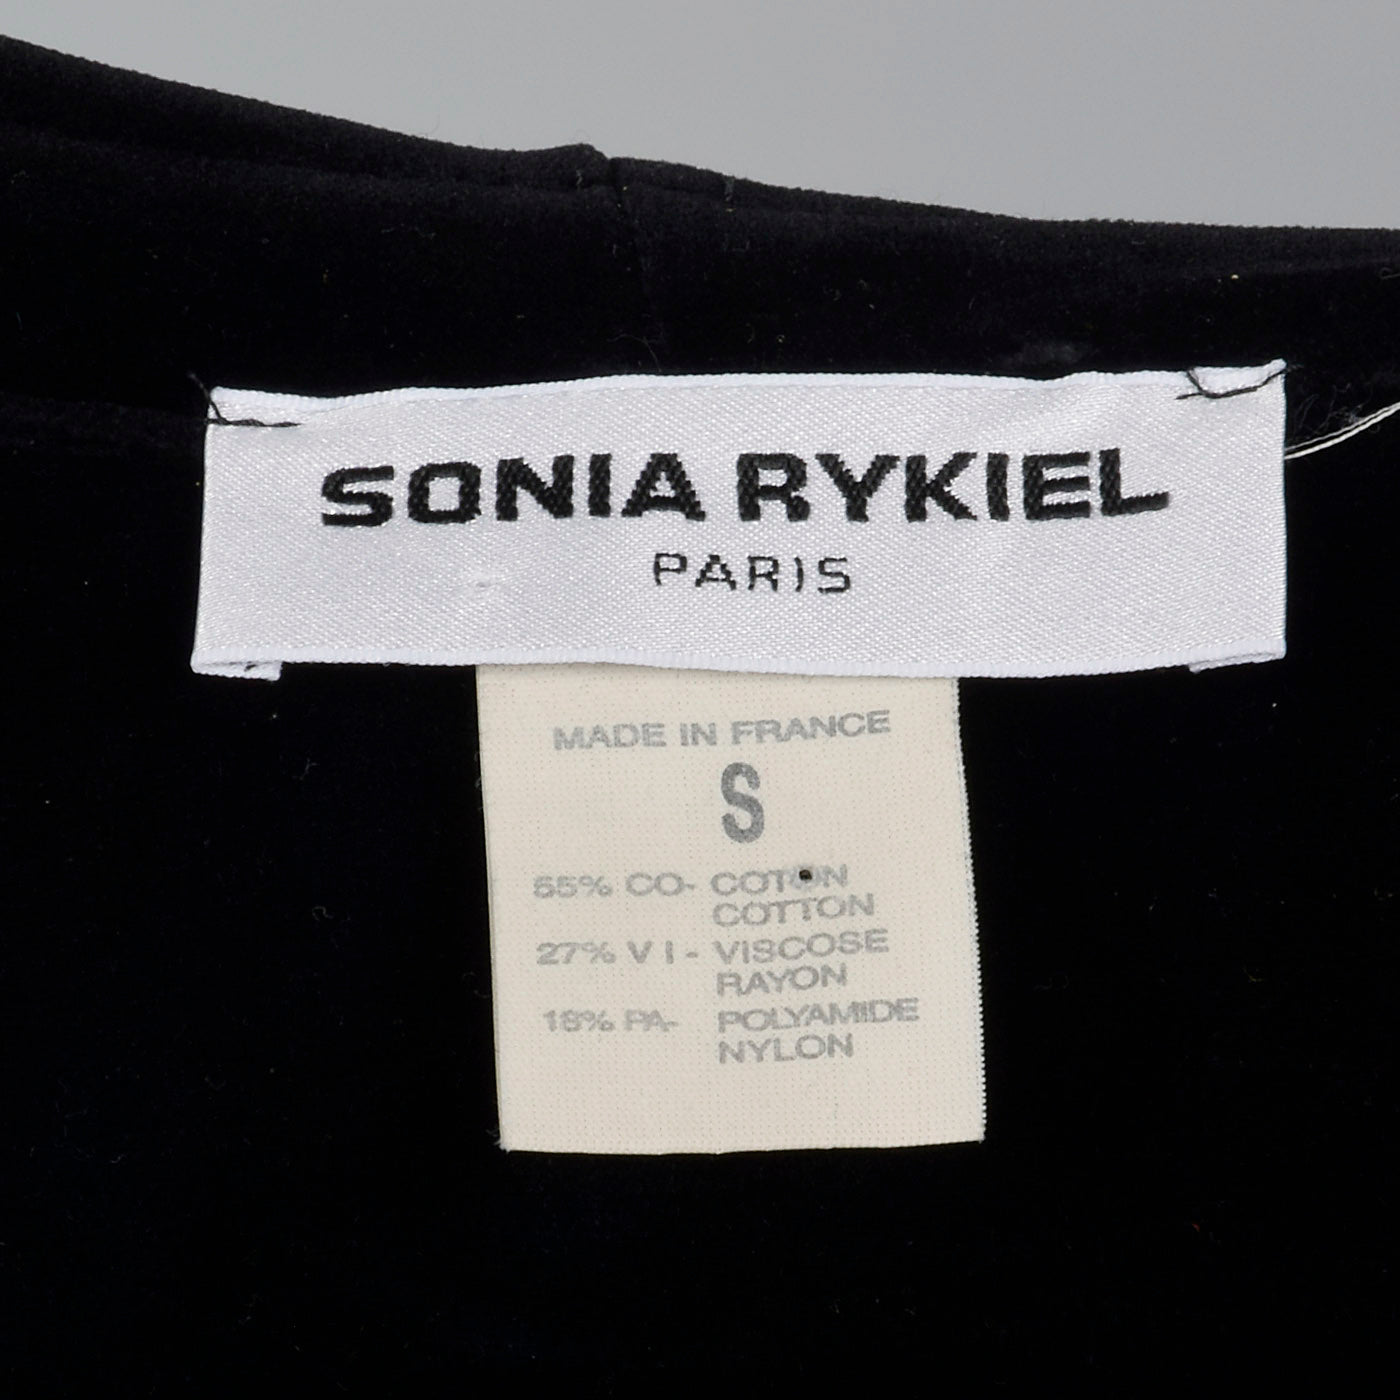 SONIA RYKIEL
PARIS
MADE IN FRANCE
S
55% CO- COTON
COTTON
27% VI- VISCOSE
RAYON
18% PA- POLYAMIDE
NYLON